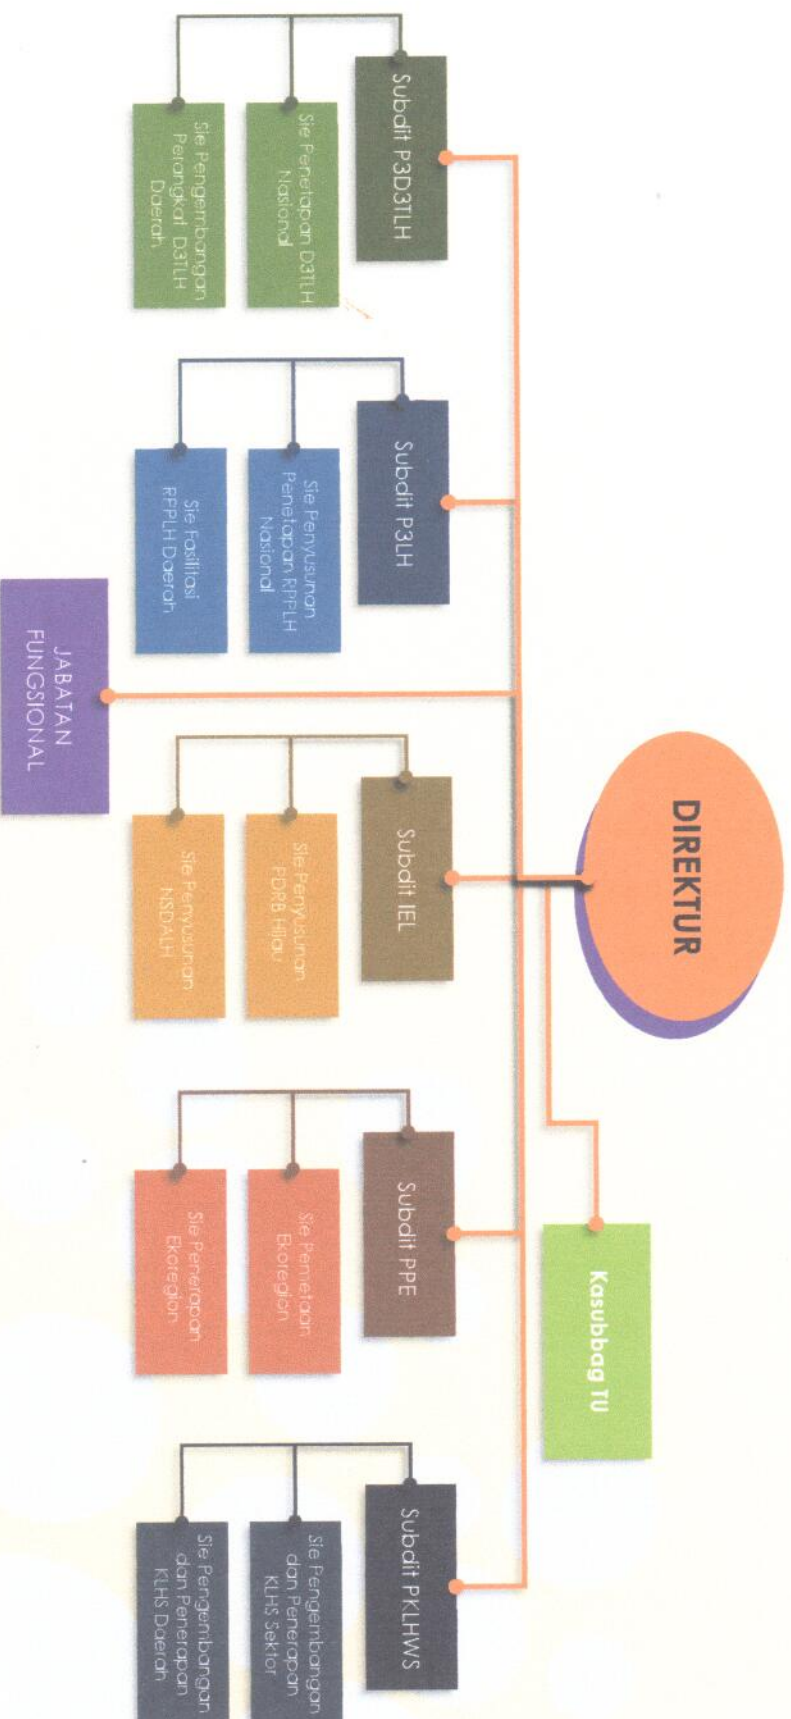 DIREKTUR
Kasubbag TU
Subdit P3D3TLH
Sie Penetapan D3TLH
Nasional
Sie Pengembangan
Perangkat D3TLH
Daerah
Subdit P3LH
Sie Penyusunan
Penetapan RPPLH
Nasional
Sie Fasilitasi
RPPLH Daerah
Subdit IEL
Sie Penyusunan
PDRB Hijau
Sie Penyusunan
NSDALH
Subdit PPE
Sie Pemetaan
Ekoregion
Sie Penerapan
Ekoregion
Subdit PKLHWS
Sie Pengembangan
dan Penerapan
KLHS Sektor
Sie Pengembangan
dan Penerapan
KLHS Daerah
JABATAN
FUNGSIONAL